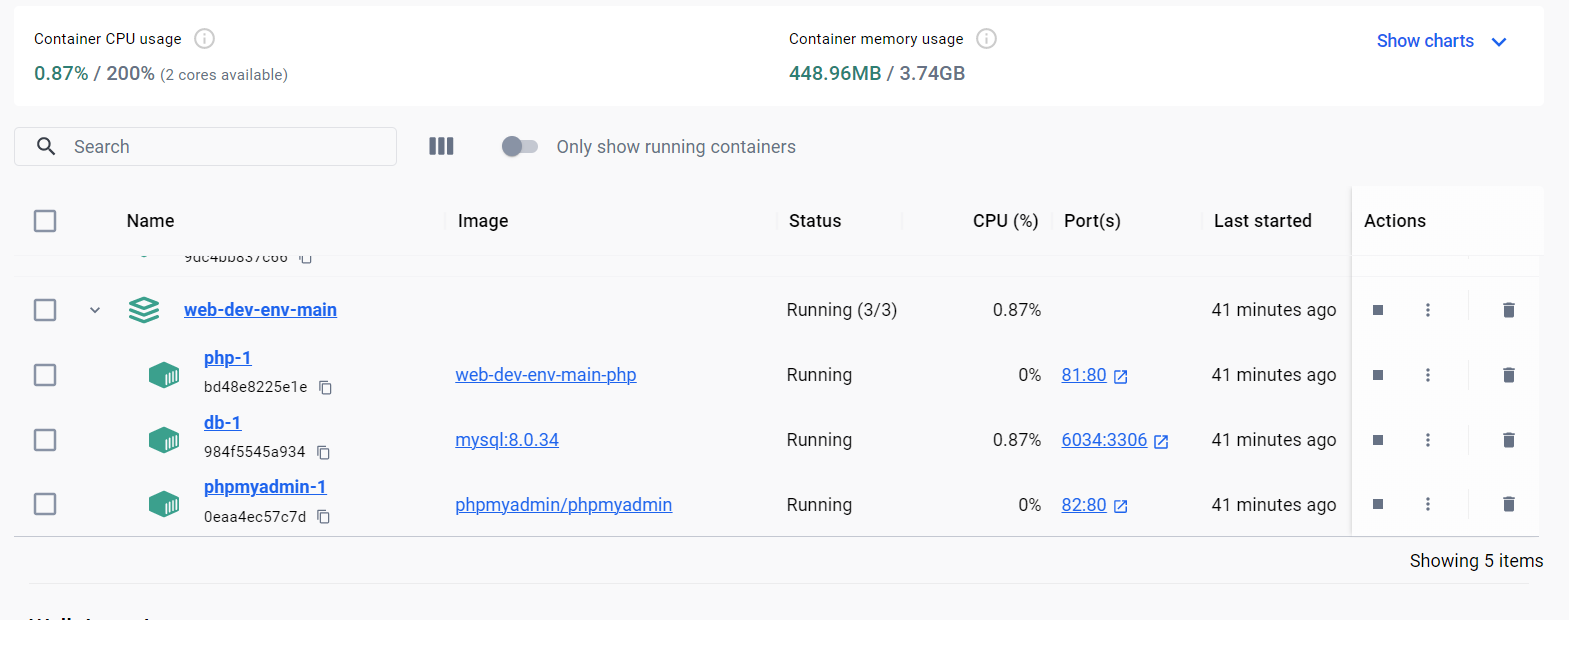 Container CPU usage
0.87% / 200% (2 cores available)
Container memory usage
448.96MB / 3.74GB
Show charts
Search
Only show running containers
Name Image Status CPU (%) Port(s) Last started Actions
9dc4bb837c66
web-dev-env-main Running (3/3) 0.87% 41 minutes ago
php-1
bd48e8225e1e
web-dev-env-main-php Running 0% 81:80 41 minutes ago
db-1
984f5545a934
mysql:8.0.34 Running 0.87% 6034:3306 41 minutes ago
phpmyadmin-1
0eaa4ec57c7d
phpmyadmin/phpmyadmin Running 0% 82:80 41 minutes ago
Showing 5 items